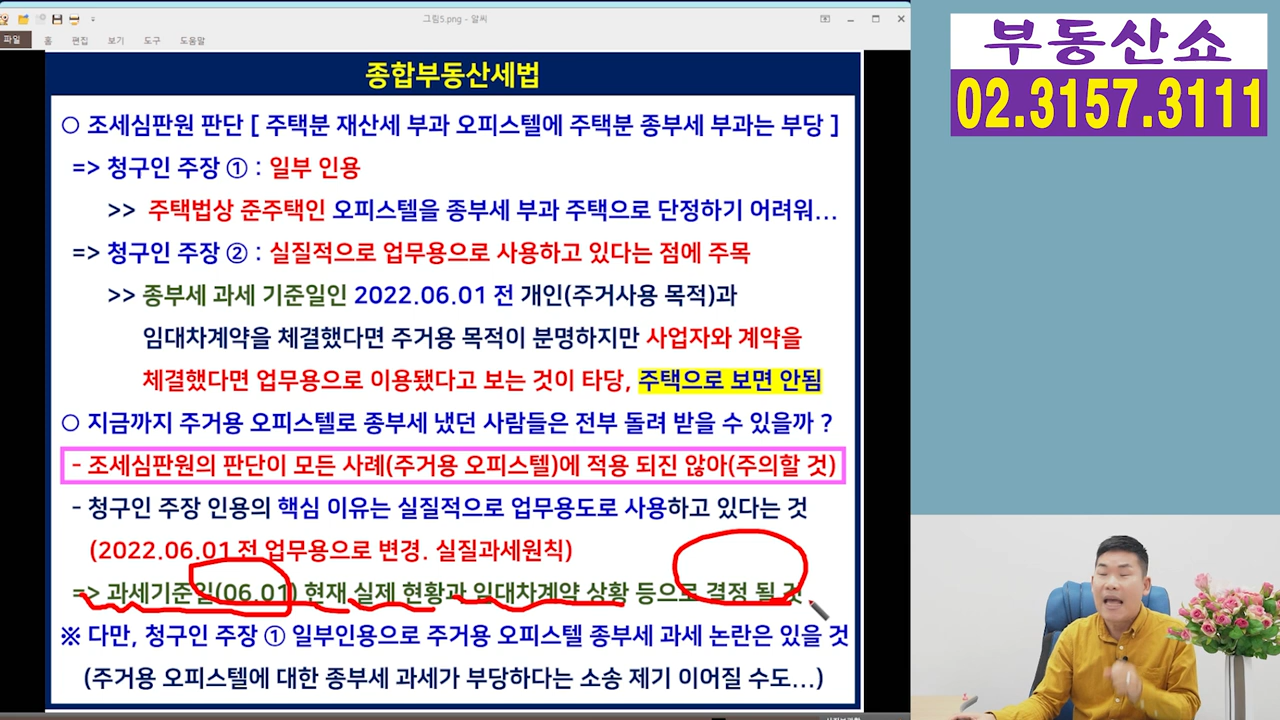 그림5.png - 알씨
파일 홈 편집 보기 도구 도움말
부동산쇼
02.3157.3111
종합부동산세법
○ 조세심판원 판단 [ 주택분 재산세 부과 오피스텔에 주택분 종부세 부과는 부당 ]
=> 청구인 주장 ① : 일부 인용
>> 주택법상 준주택인 오피스텔을 종부세 부과 주택으로 단정하기 어려워...
=> 청구인 주장 ② : 실질적으로 업무용으로 사용하고 있다는 점에 주목
>> 종부세 과세 기준일인 2022.06.01 전 개인(주거사용 목적)과
임대차계약을 체결했다면 주거용 목적이 분명하지만 사업자와 계약을
체결했다면 업무용으로 이용됐다고 보는 것이 타당, 주택으로 보면 안됨
○ 지금까지 주거용 오피스텔로 종부세 냈던 사람들은 전부 돌려 받을 수 있을까 ?
- 조세심판원의 판단이 모든 사례(주거용 오피스텔)에 적용 되진 않아(주의할 것)
- 청구인 주장 인용의 핵심 이유는 실질적으로 업무용도로 사용하고 있다는 것
(2022.06.01 전 업무용으로 변경. 실질과세원칙)
=> 과세기준일(06.01) 현재 실제 현황과 임대차계약 상황 등으로 결정 될 것
※ 다만, 청구인 주장 ① 일부인용으로 주거용 오피스텔 종부세 과세 논란은 있을 것
(주거용 오피스텔에 대한 종부세 과세가 부당하다는 소송 제기 이어질 수도...)